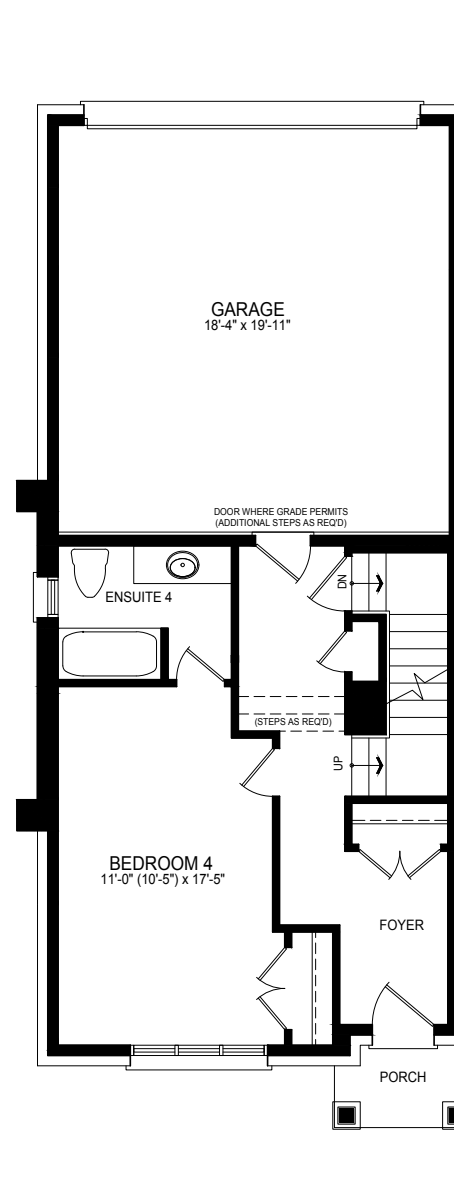 GARAGE
18'-4" x 19'-11"
DOOR WHERE GRADE PERMITS
(ADDITIONAL STEPS AS REQ'D)
DN
ENSUITE 4
(STEPS AS REQ'D)
UP
BEDROOM 4
11'-0" (10'-5") x 17'-5"
FOYER
PORCH